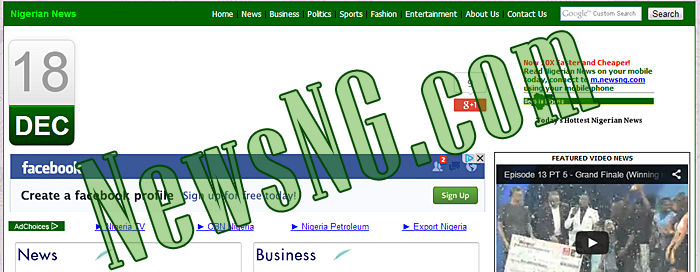 Nigerian News
Home | News | Business | Politics | Sports | Fashion | Entertainment | About Us | Contact Us
Google™ Custom Search
Search
18
DEC
NewsNG.com
8+1
Now 10X Faster and Cheaper!
Read Nigerian News on your mobile
today, connect to m.newsng.com
using your mobile phone
Today's Hottest Nigerian News
facebook
2
Create a facebook profile Sign up for free today!
Sign Up
AdChoices
► Nigeria TV
► CBN Nigeria
► Nigeria Petroleum
► Export Nigeria
News
Business
FEATURED VIDEO NEWS
Episode 13 PT 5 - Grand Finale (Winning